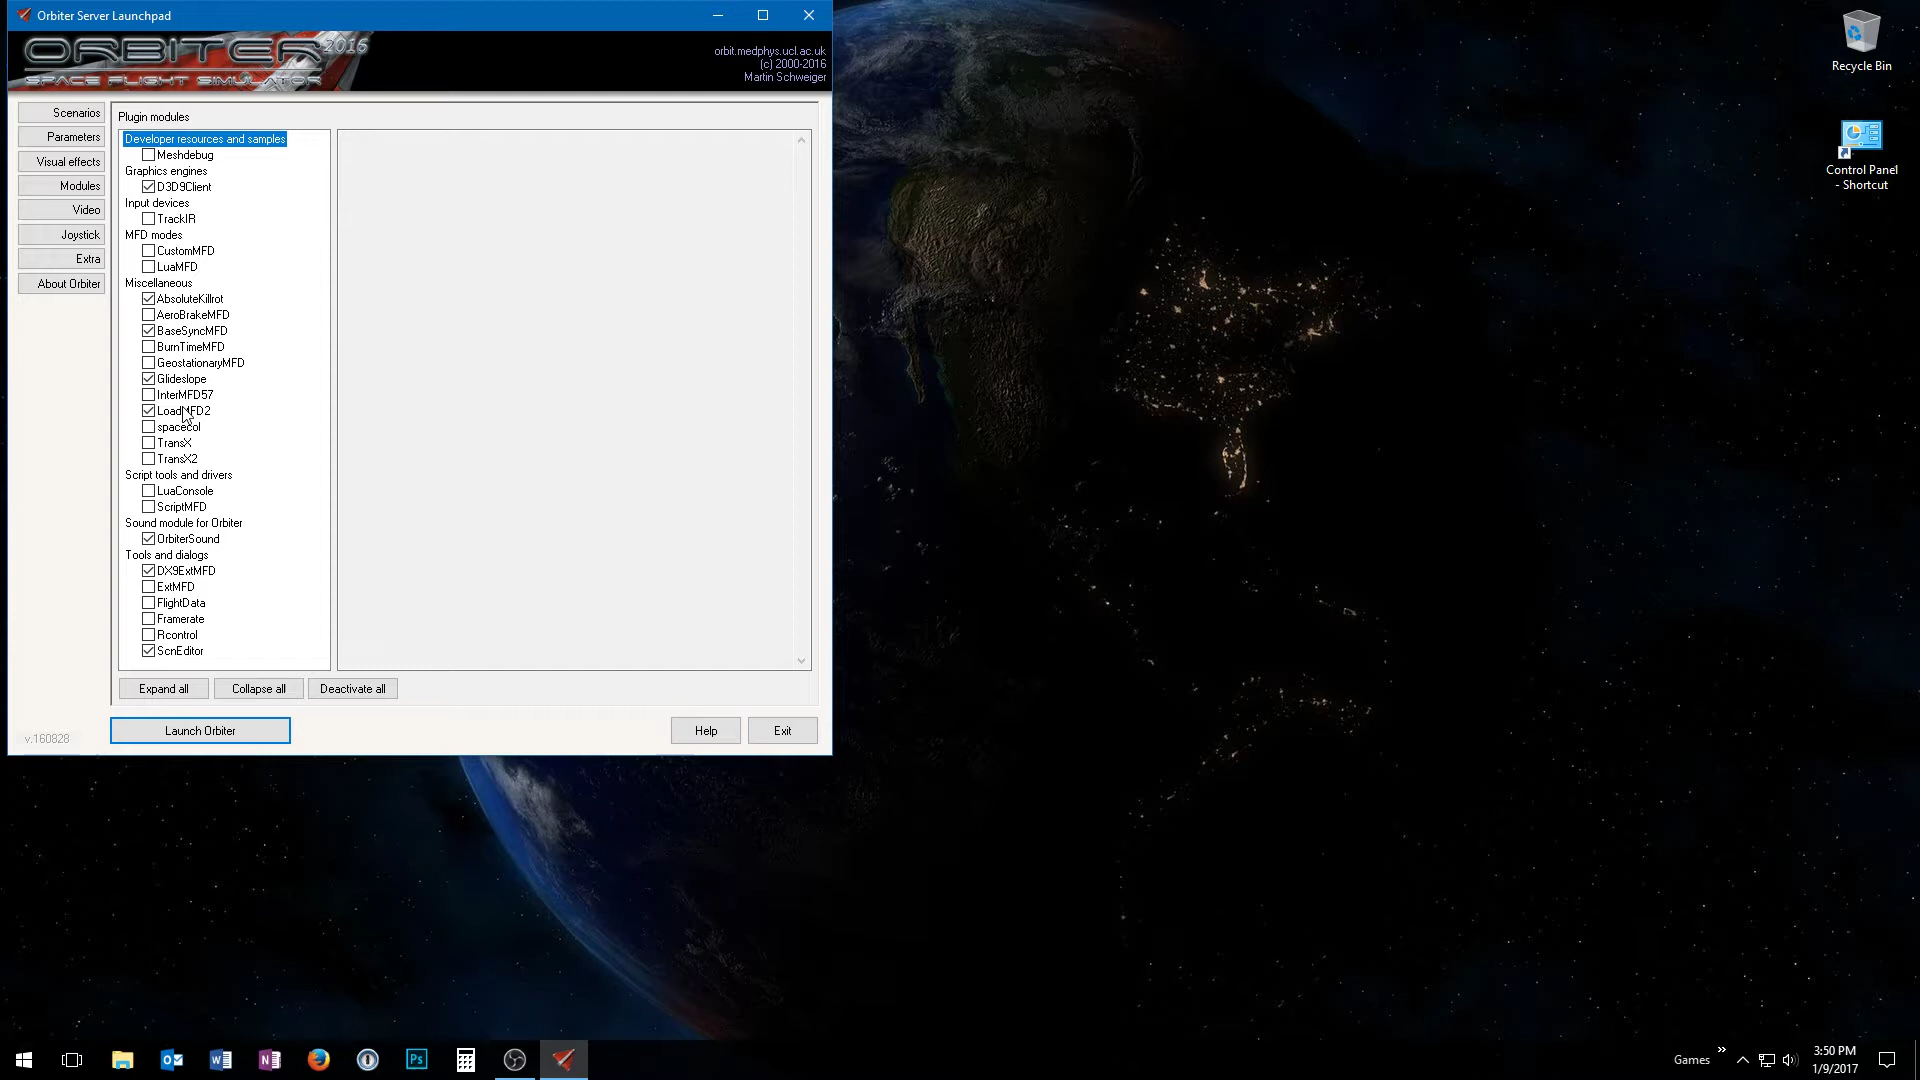 Orbiter Server Launchpad
ORBITER 2016
SPACE FLIGHT SIMULATOR
orbit.medphys.ucl.ac.uk
(c) 2000-2016
Martin Schweiger
Scenarios
Parameters
Visual effects
Modules
Video
Joystick
Extra
About Orbiter
Plugin modules
Developer resources and samples
Meshdebug
Graphics engines
D3D9Client
Input devices
TrackIR
MFD modes
CustomMFD
LuaMFD
Miscellaneous
AbsoluteKillrot
AeroBrakeMFD
BaseSyncMFD
BurnTimeMFD
GeostationaryMFD
Glideslope
InterMFD57
LoadMFD2
spacecol
TransX
TransX2
Script tools and drivers
LuaConsole
ScriptMFD
Sound module for Orbiter
OrbiterSound
Tools and dialogs
DX9ExtMFD
ExtMFD
FlightData
Framerate
Rcontrol
ScnEditor
Expand all
Collapse all
Deactivate all
v.160828
Launch Orbiter
Help
Exit
Recycle Bin
Control Panel
- Shortcut
Ps
Games
3:50 PM
1/9/2017